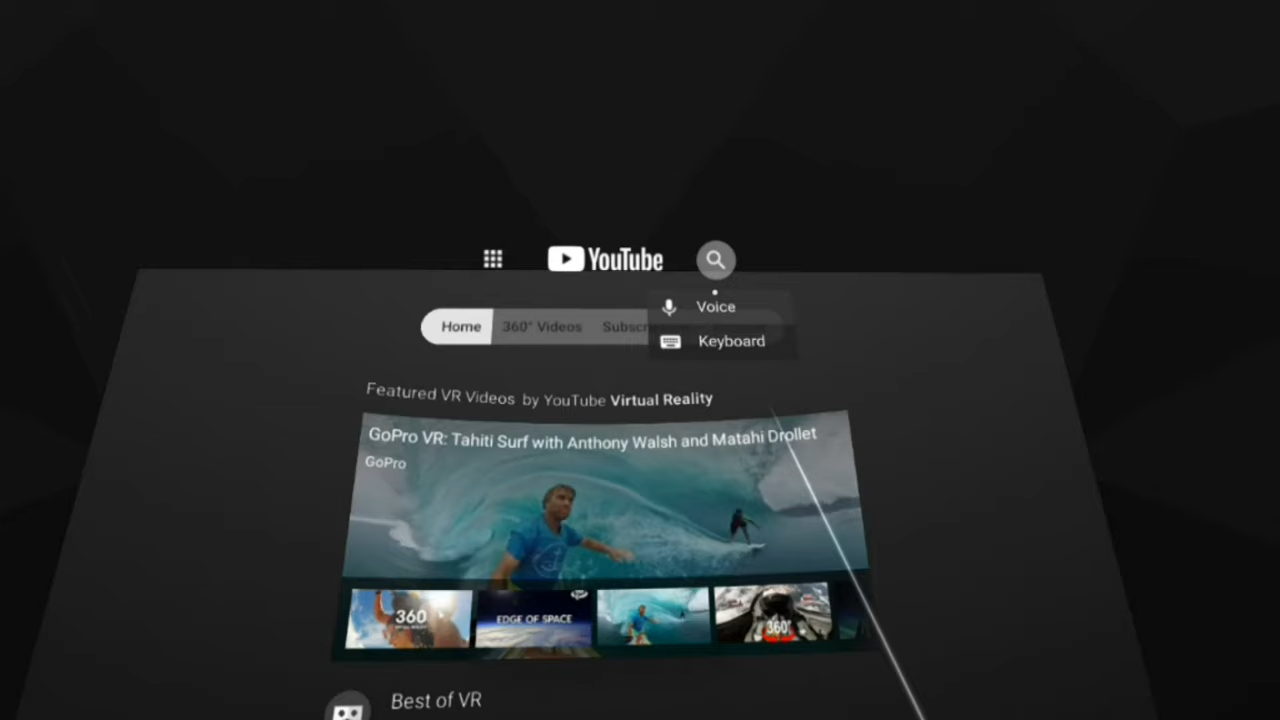 YouTube
Voice
Home 360° Videos Subscr
Keyboard
Featured VR Videos by YouTube Virtual Reality
GoPro VR: Tahiti Surf with Anthony Walsh and Matahi Drollet
GoPro
360
EDGE OF SPACE
360°
Best of VR